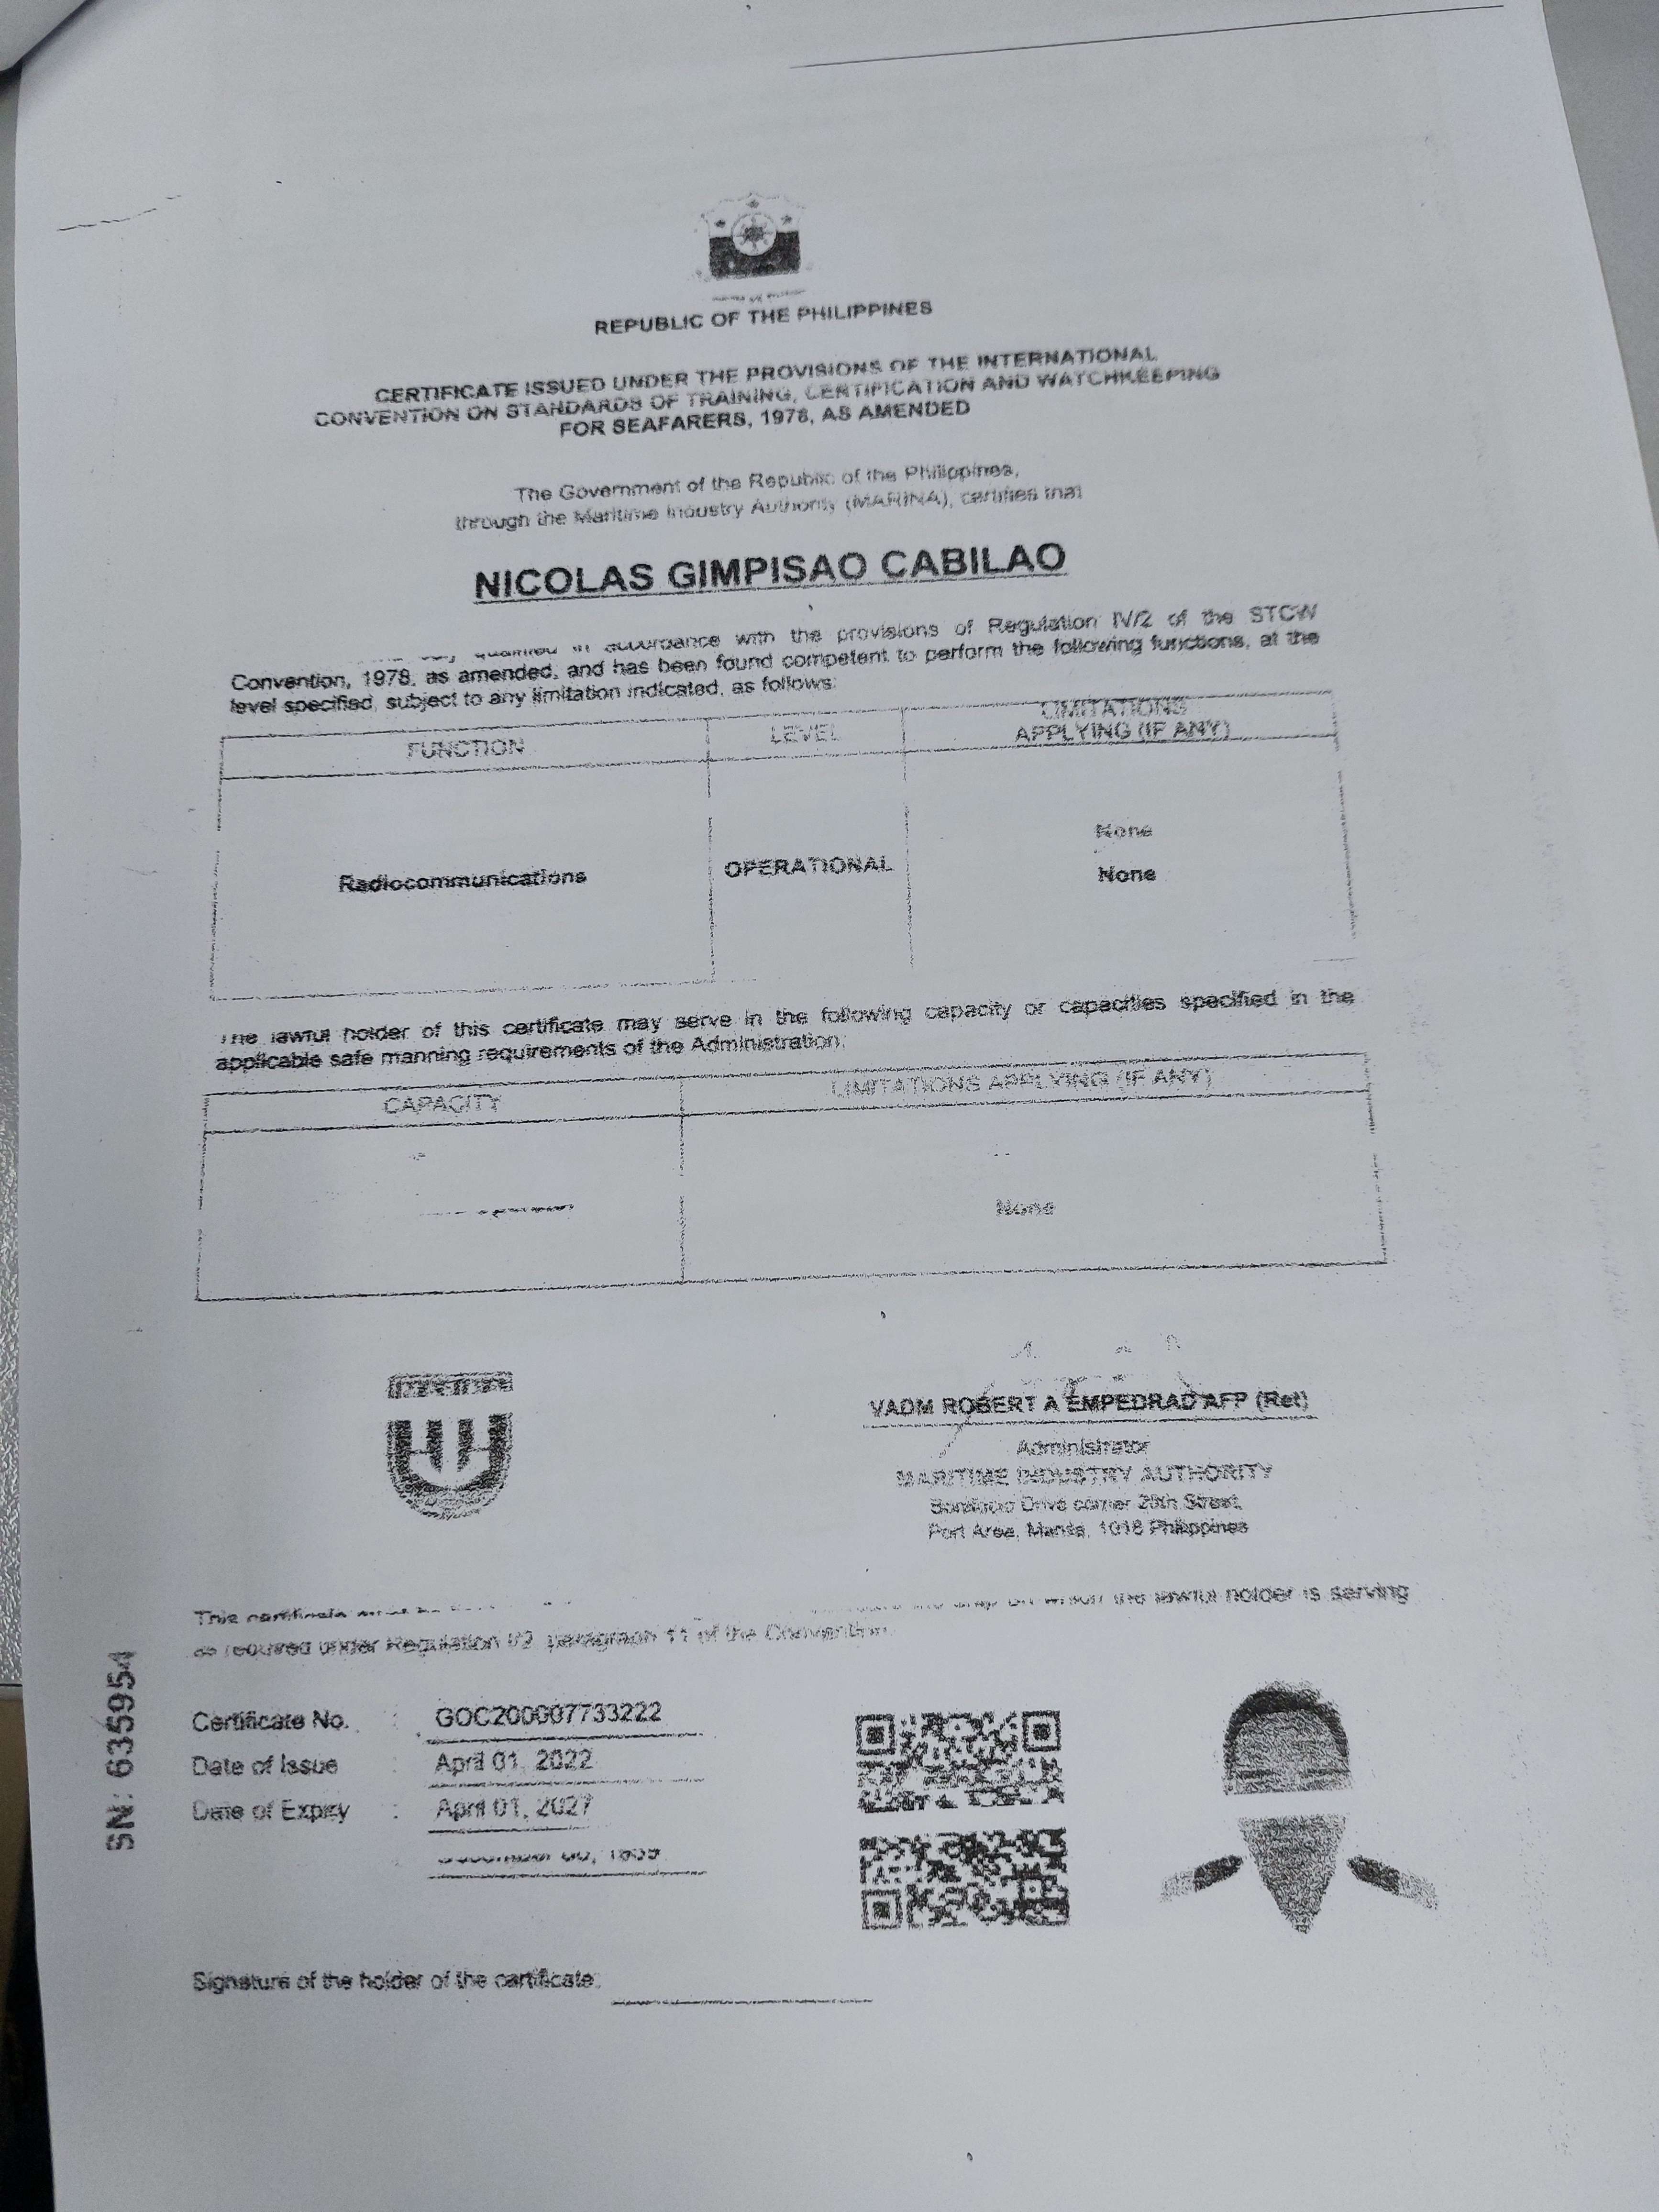 REPUBLIC OF THE PHILIPPINES
CERTIFICATE ISSUED UNDER THE PROVISIONS OF THE INTERNATIONAL
CONVENTION ON STANDARDS OF TRAINING, CERTIFICATION AND WATCHKEEPING
FOR SEAFARERS, 1978, AS AMENDED
The Government of the Republic of the Philippines,
through the Maritime Industry Authority (MARINA), certifies that
NICOLAS GIMPISAO CABILAO
qualified in accordance with the provisions of Regulation IV/2 of the STCW
Convention, 1978, as amended, and has been found competent to perform the following functions, at the
level specified, subject to any limitation indicated, as follows:
FUNCTION LEVEL LIMITATIONS APPLYING (IF ANY)
None
Radiocommunications OPERATIONAL None
The lawful holder of this certificate may serve in the following capacity or capacities specified in the
applicable safe manning requirements of the Administration:
CAPACITY LIMITATIONS APPLYING (IF ANY)
None
VADM ROBERT A EMPEDRAD AFP (Ret)
Administrator
MARITIME INDUSTRY AUTHORITY
Bonifacio Drive corner 20th Street,
Port Area, Manila, 1018 Philippines
This certificate must be which the lawful holder is serving
as required under Regulation I/2, paragraph 11 of the Convention.
SN: 635954
Certificate No. : GOC200007733222
Date of Issue : April 01, 2022
Date of Expiry : April 01, 2027
Signature of the holder of the certificate: